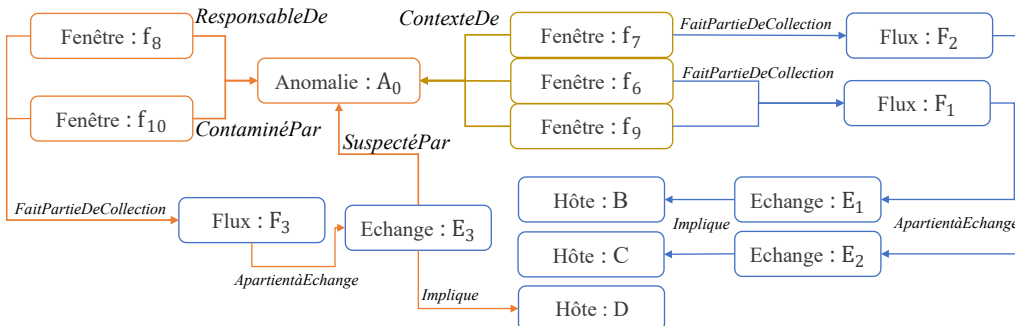 ResponsableDe
ContexteDe
FaitPartieDeCollection
Fenêtre : f₈
Fenêtre : f₇
Flux : F₂
Anomalie : A₀
Fenêtre : f₆
FaitPartieDeCollection
Flux : F₁
Fenêtre : f₁₀
ContaminéPar
Fenêtre : f₉
SuspectéPar
FaitPartieDeCollection
Hôte : B
Echange : E₁
Flux : F₃
Echange : E₃
Implique
ApartientàEchange
Hôte : C
Echange : E₂
ApartientàEchange
Implique
Hôte : D